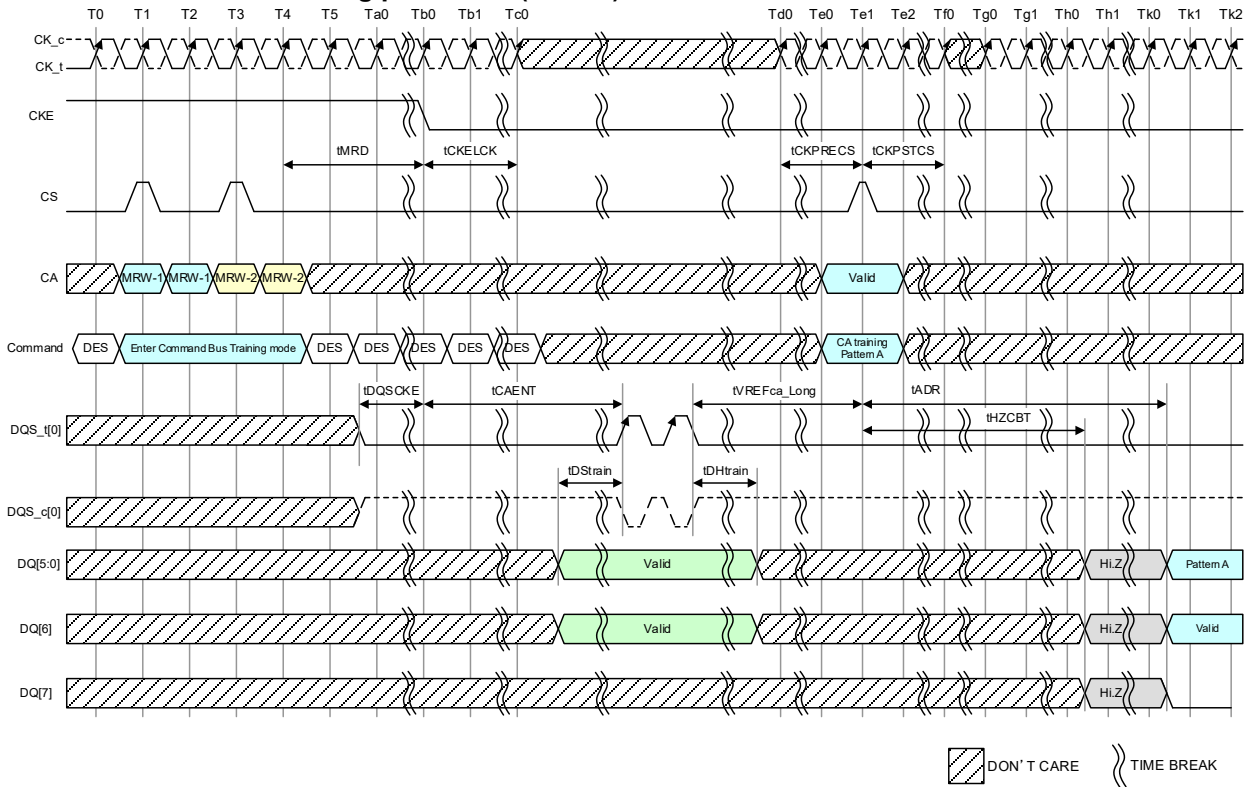 T0 T1 T2 T3 T4 T5 Ta0 Tb0 Tb1 Tc0 Td0 Te0 Te1 Te2 Tf0 Tg0 Tg1 Th0 Th1 Tk0 Tk1 Tk2
CK_c
CK_t
CKE
tMRD tCKELCK tCKPRECS tCKPSTCS
CS
CA MRW-1 MRW-1 MRW-2 MRW-2 Valid
Command DES Enter Command Bus Training mode DES DES DES DES DES CA training
Pattern A
tDQSCKE tCAENT tVREFca_Long tADR
tHZCBT
DQS_t[0]
tDStrain tDHtrain
DQS_c[0]
DQ[5:0] Valid Hi.Z Pattern A
DQ[6] Valid Hi.Z Valid
DQ[7] Hi.Z
DON'T CARE TIME BREAK